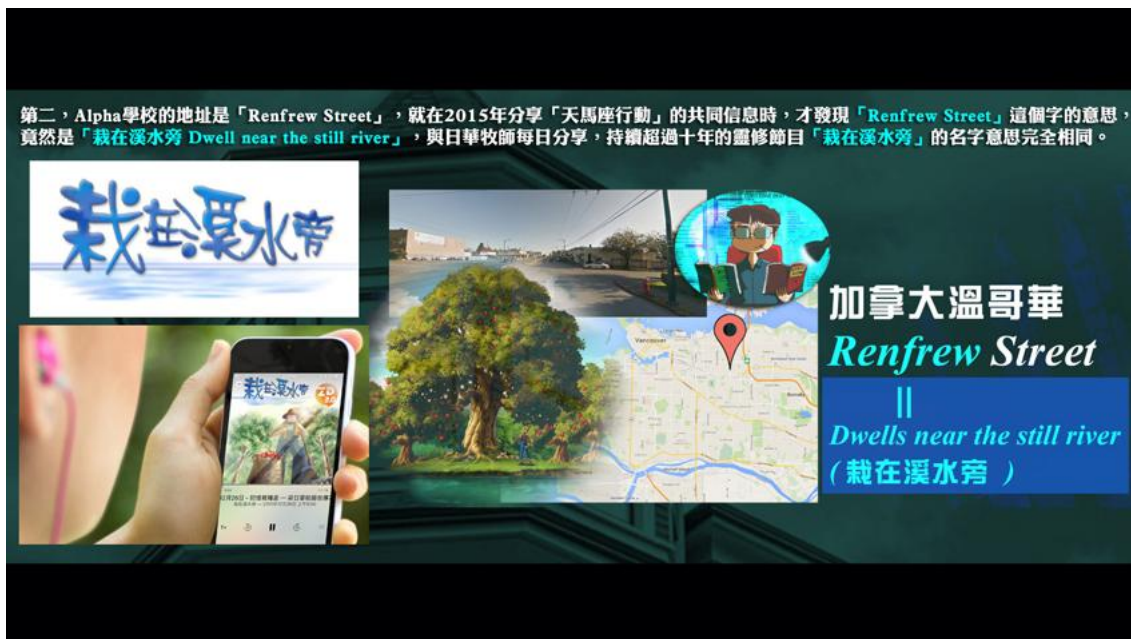 第二，Alpha學校的地址是「Renfrew Street」，就在2015年分享「天馬座行動」的共同信息時，才發現「Renfrew Street」這個字的意思，
竟然是「栽在溪水旁 Dwell near the still river」，與日華牧師每日分享，持續超過十年的靈修節目「栽在溪水旁」的名字意思完全相同。
栽在溪水旁
栽在溪水旁
Vancouver
加拿大溫哥華
Renfrew Street
||
Dwells near the still river
(栽在溪水旁 )